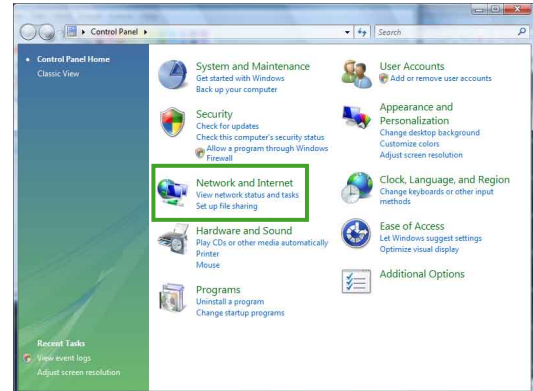 Control Panel
Search
Control Panel Home
Classic View
System and Maintenance
Get started with Windows
Back up your computer
Security
Check for updates
Check this computer's security status
Allow a program through Windows
Firewall
Network and Internet
View network status and tasks
Set up file sharing
Hardware and Sound
Play CDs or other media automatically
Printer
Mouse
Programs
Uninstall a program
Change startup programs
User Accounts
Add or remove user accounts
Appearance and
Personalization
Change desktop background
Customize colors
Adjust screen resolution
Clock, Language, and Region
Change keyboards or other input
methods
Ease of Access
Let Windows suggest settings
Optimize visual display
Additional Options
Recent Tasks
View event logs
Adjust screen resolution